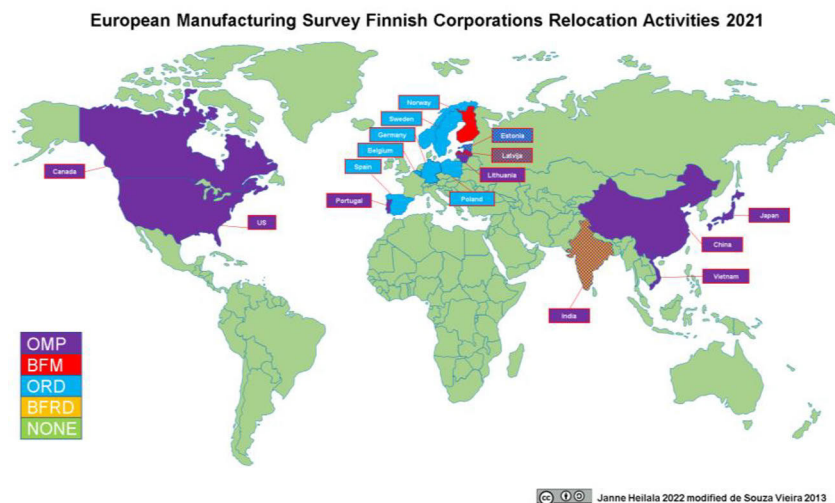 European Manufacturing Survey Finnish Corporations Relocation Activities 2021
Norway
Sweden
Germany
Estonia
Belgium
Latvija
Spain
Canada
Lithuania
Portugal
Poland
Japan
US
China
Vietnam
India
OMP
BFM
ORD
BFRD
NONE
cc
Janne Heilala 2022 modified de Souza Vieira 2013